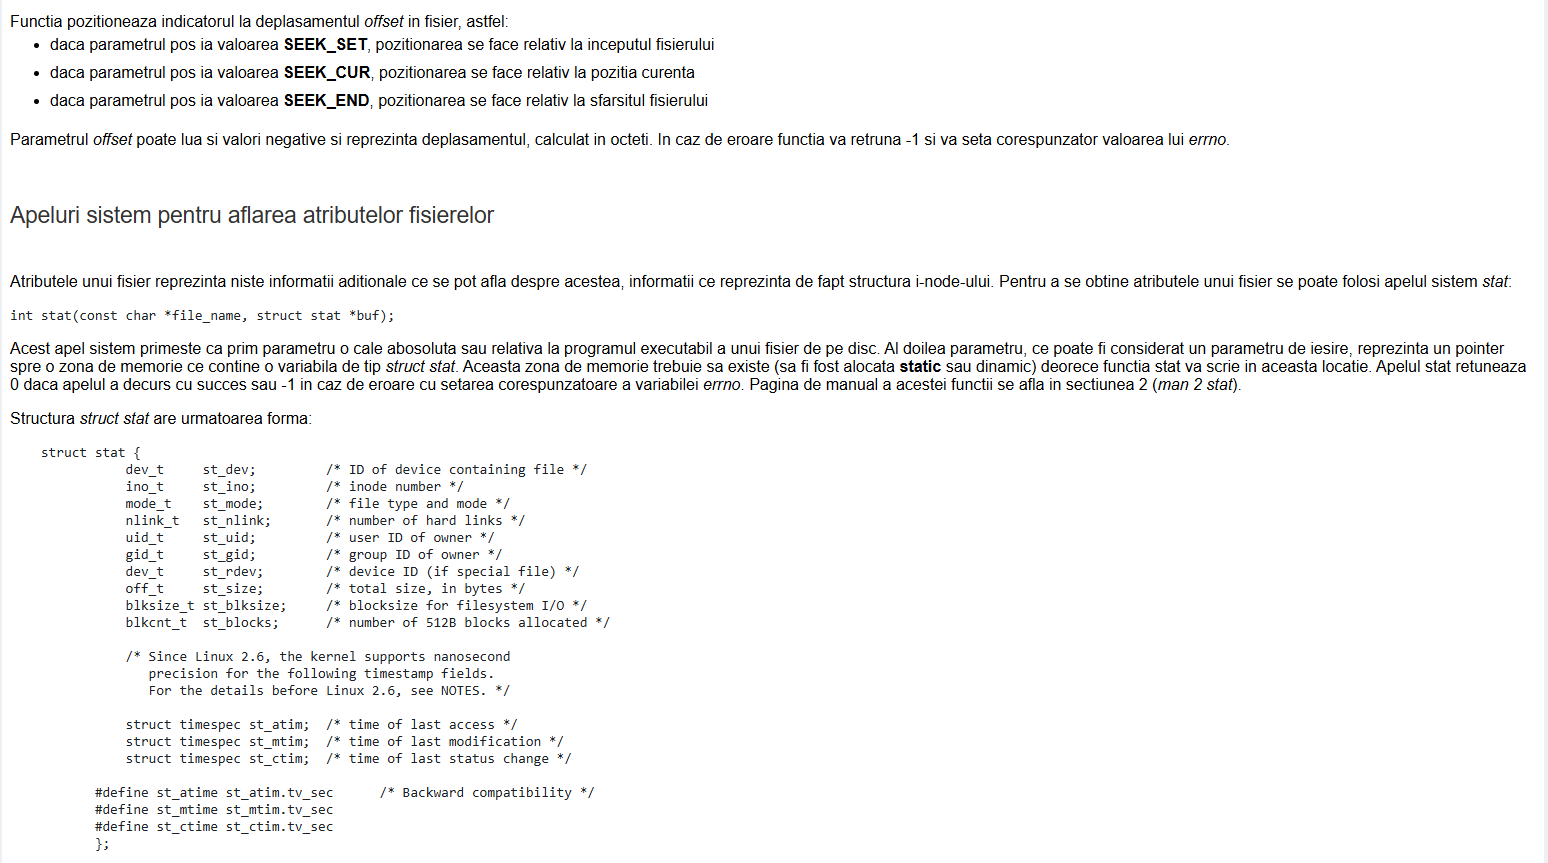 Functia pozitioneaza indicatorul la deplasamentul offset in fisier, astfel:
• daca parametrul pos ia valoarea SEEK_SET, pozitionarea se face relativ la inceputul fisierului
• daca parametrul pos ia valoarea SEEK_CUR, pozitionarea se face relativ la pozitia curenta
• daca parametrul pos ia valoarea SEEK_END, pozitionarea se face relativ la sfarsitul fisierului
Parametrul offset poate lua si valori negative si reprezinta deplasamentul, calculat in octeti. In caz de eroare functia va retruna -1 si va seta corespunzator valoarea lui errno.
Apeluri sistem pentru aflarea atributelor fisierelor
Atributele unui fisier reprezinta niste informatii aditionale ce se pot afla despre acestea, informatii ce reprezinta de fapt structura i-node-ului. Pentru a se obtine atributele unui fisier se poate folosi apelul sistem stat:
int stat(const char *file_name, struct stat *buf);
Acest apel sistem primeste ca prim parametru o cale abosoluta sau relativa la programul executabil a unui fisier de pe disc. Al doilea parametru, ce poate fi considerat un parametru de iesire, reprezinta un pointer
spre o zona de memorie ce contine o variabila de tip struct stat. Aceasta zona de memorie trebuie sa existe (sa fi fost alocata static sau dinamic) deorece functia stat va scrie in aceasta locatie. Apelul stat retuneaza
0 daca apelul a decurs cu succes sau -1 in caz de eroare cu setarea corespunzatoare a variabilei errno. Pagina de manual a acestei functii se afla in sectiunea 2 (man 2 stat).
Structura struct stat are urmatoarea forma:
struct stat {
dev_t st_dev; /* ID of device containing file */
ino_t st_ino; /* inode number */
mode_t st_mode; /* file type and mode */
nlink_t st_nlink; /* number of hard links */
uid_t st_uid; /* user ID of owner */
gid_t st_gid; /* group ID of owner */
dev_t st_rdev; /* device ID (if special file) */
off_t st_size; /* total size, in bytes */
blksize_t st_blksize; /* blocksize for filesystem I/O */
blkcnt_t st_blocks; /* number of 512B blocks allocated */
/* Since Linux 2.6, the kernel supports nanosecond
precision for the following timestamp fields.
For the details before Linux 2.6, see NOTES. */
struct timespec st_atim; /* time of last access */
struct timespec st_mtim; /* time of last modification */
struct timespec st_ctim; /* time of last status change */
#define st_atime st_atim.tv_sec /* Backward compatibility */
#define st_mtime st_mtim.tv_sec
#define st_ctime st_ctim.tv_sec
};